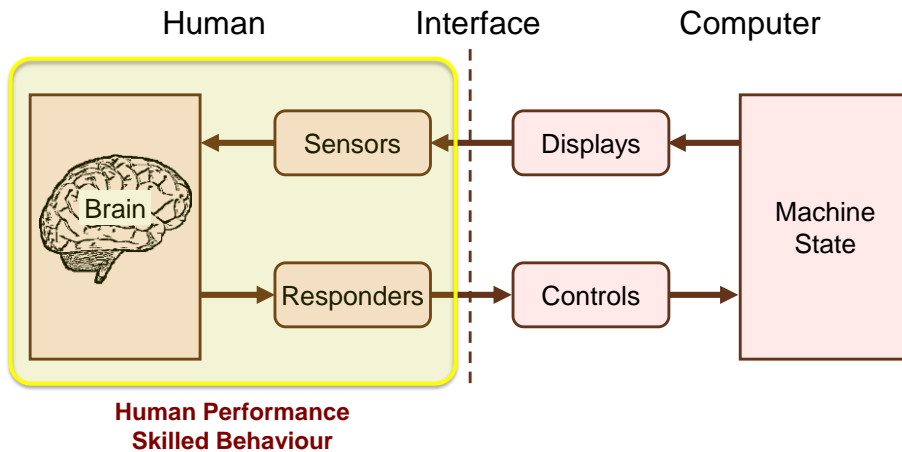 Human Interface Computer
Sensors Displays
Brain
Machine
State
Responders Controls
Human Performance
Skilled Behaviour